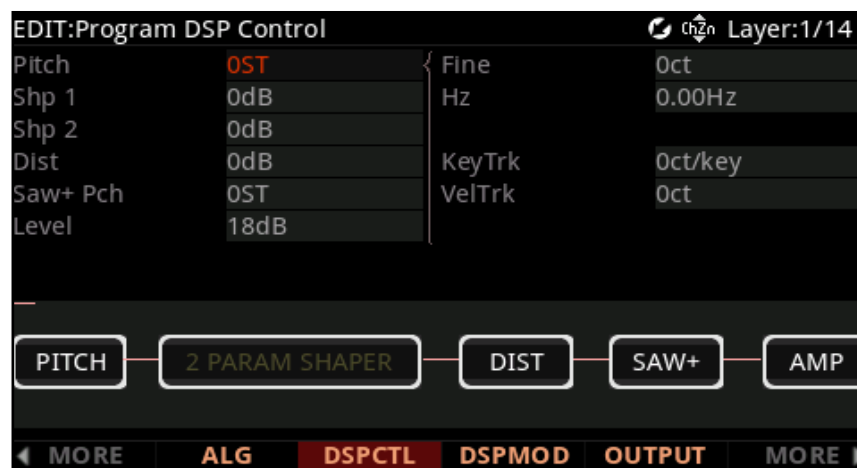 EDIT:Program DSP Control ChZn Layer:1/14
Pitch 0ST Fine 0ct
Shp 1 0dB Hz 0.00Hz
Shp 2 0dB
Dist 0dB KeyTrk 0ct/key
Saw+ Pch 0ST VelTrk 0ct
Level 18dB
PITCH 2 PARAM SHAPER DIST SAW+ AMP
MORE ALG DSPCTL DSPMOD OUTPUT MORE